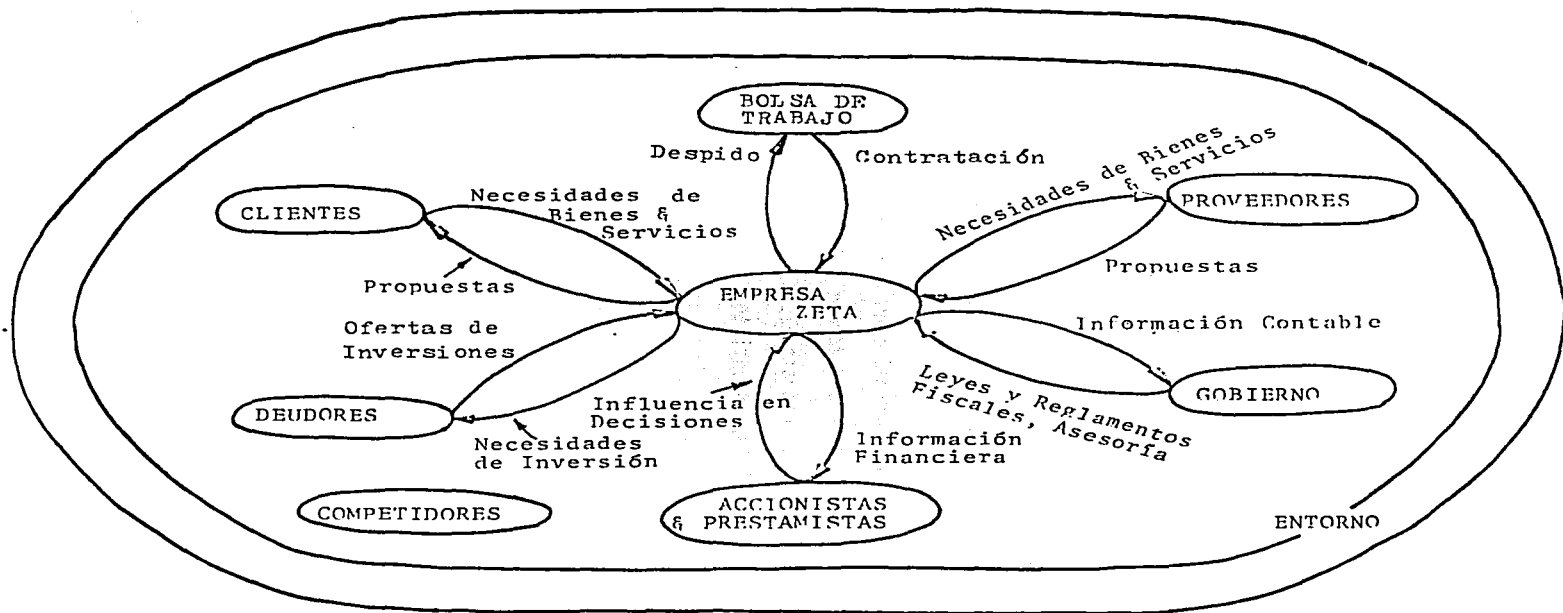 BOLSA DE
TRABAJO
Despido
Contratación
Necesidades de Bienes
& Servicios
CLIENTES
Necesidades de
Bienes &
Servicios
PROVEEDORES
Propuestas
Propuestas
EMPRESA
ZETA
Ofertas de
Inversiones
Información Contable
Leyes y Reglamentos
Fiscales, Asesoría
GOBIERNO
DEUDORES
Influencia en
Decisiones
Necesidades
de Inversión
Información
Financiera
COMPETIDORES
ACCIONISTAS
& PRESTAMISTAS
ENTORNO